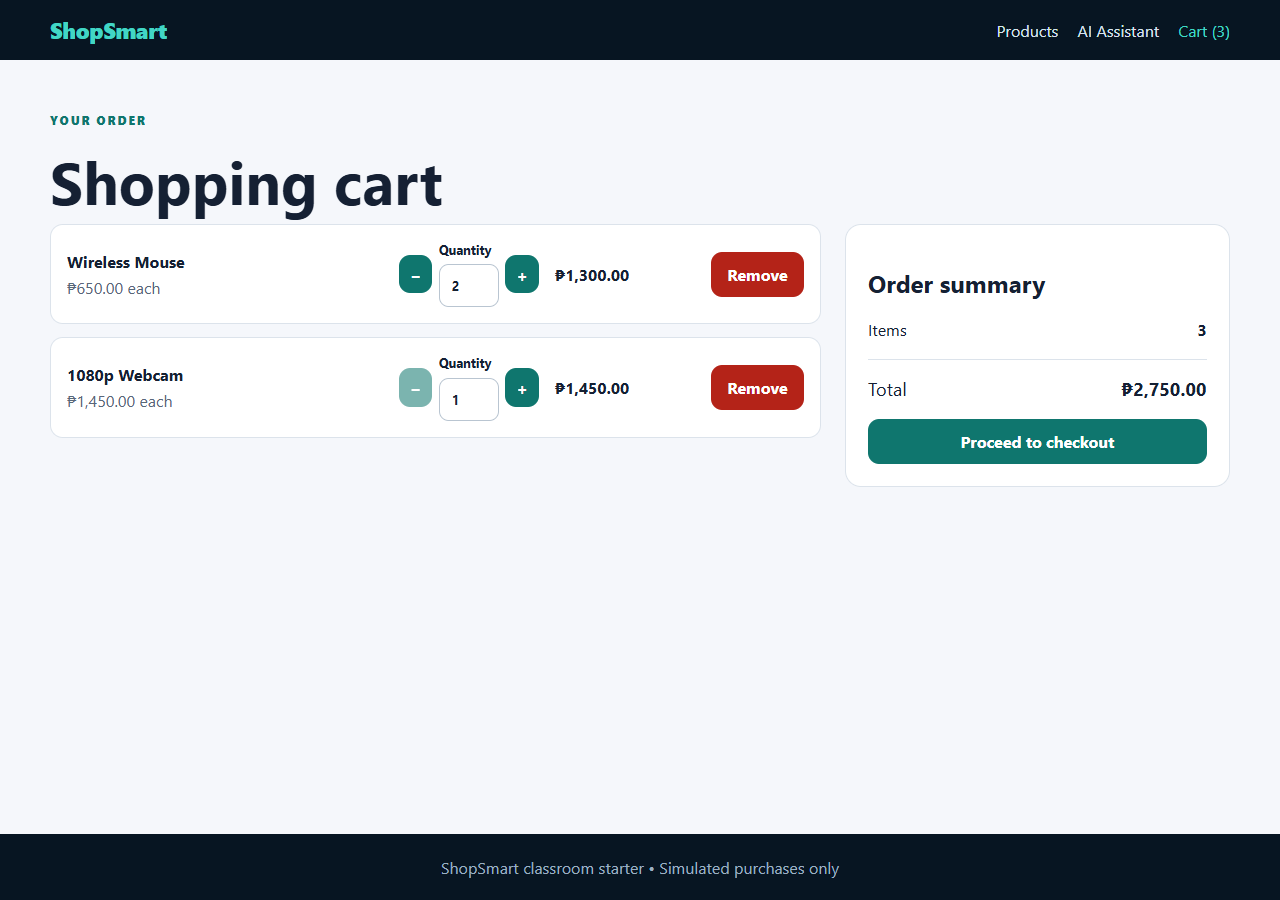 ShopSmart
Products AI Assistant Cart (3)
YOUR ORDER
Shopping cart
Wireless Mouse
₱650.00 each
Quantity
− 2 + ₱1,300.00 Remove
1080p Webcam
₱1,450.00 each
Quantity
− 1 + ₱1,450.00 Remove
Order summary
Items 3
Total ₱2,750.00
Proceed to checkout
ShopSmart classroom starter • Simulated purchases only